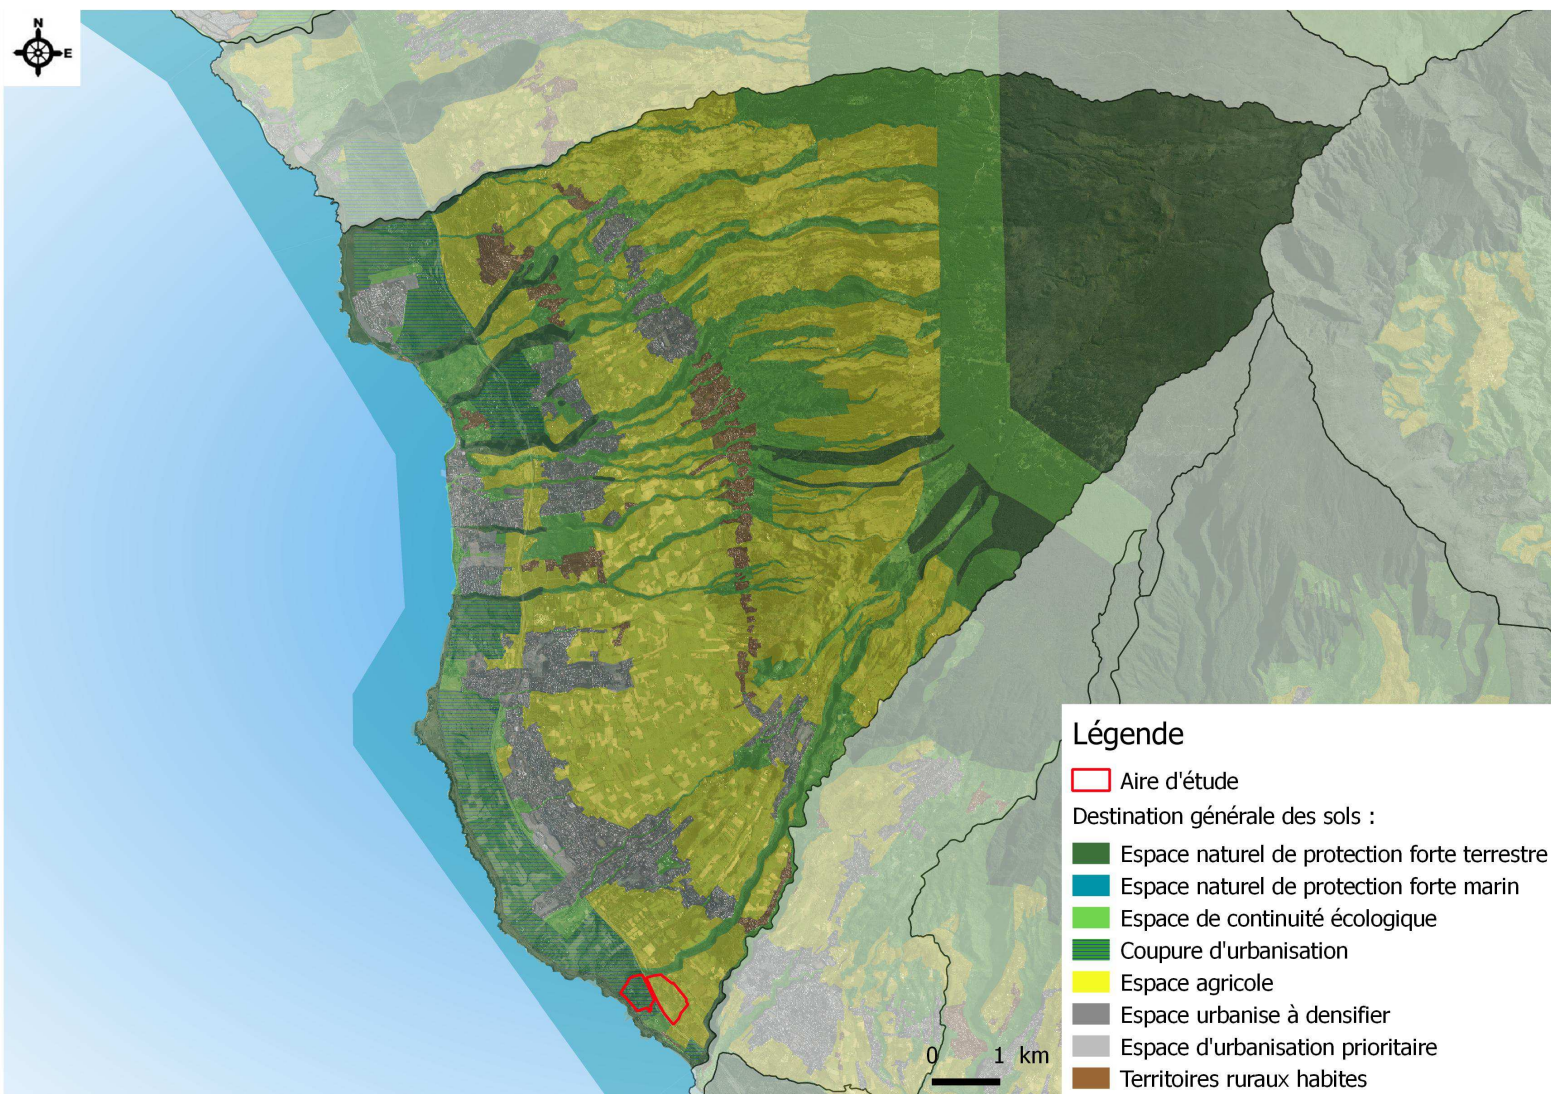 N
E
Légende
Aire d'étude
Destination générale des sols :
Espace naturel de protection forte terrestre
Espace naturel de protection forte marin
Espace de continuité écologique
Coupure d'urbanisation
Espace agricole
Espace urbanise à densifier
Espace d'urbanisation prioritaire
Territoires ruraux habites
0 1 km